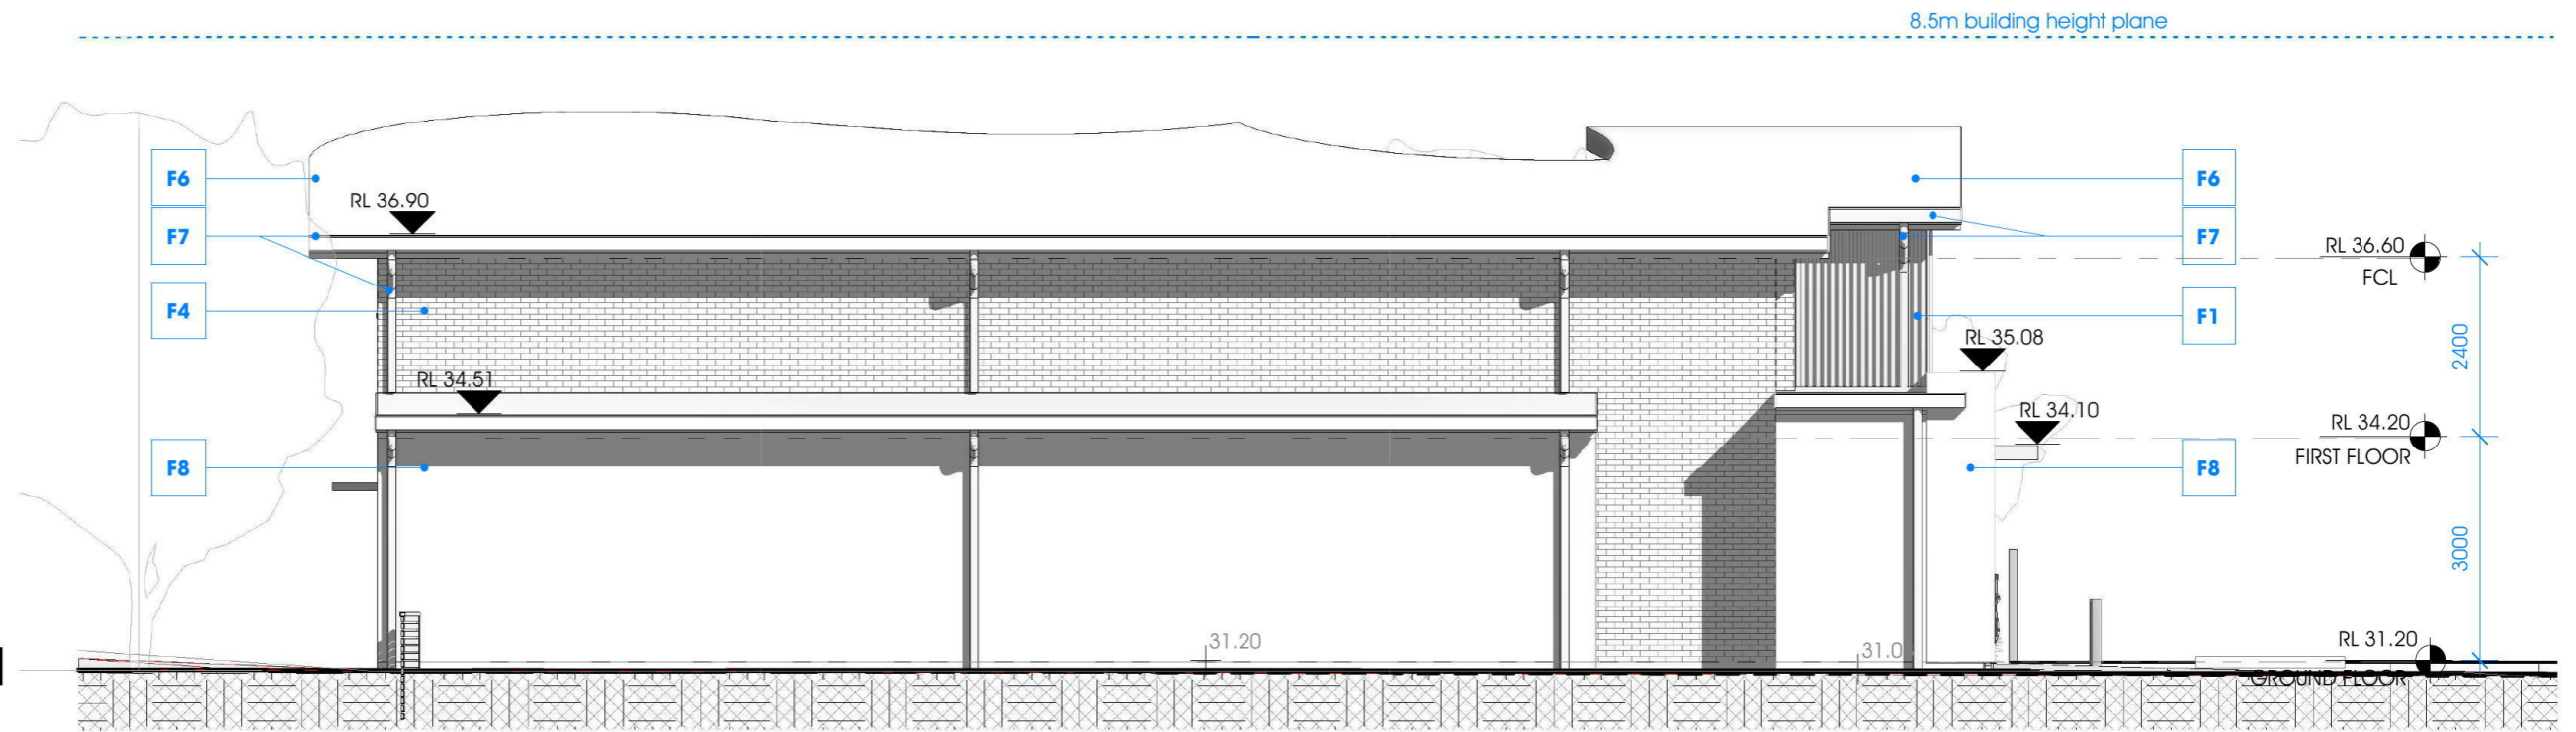 8.5m building height plane
F6
F6
RL 36.90
F7
F7
RL 36.60
FCL
F4
F1
RL 35.08
2400
RL 34.51
RL 34.10
RL 34.20
FIRST FLOOR
F8
F8
3000
31.20
31.0
RL 31.20
GROUND FLOOR